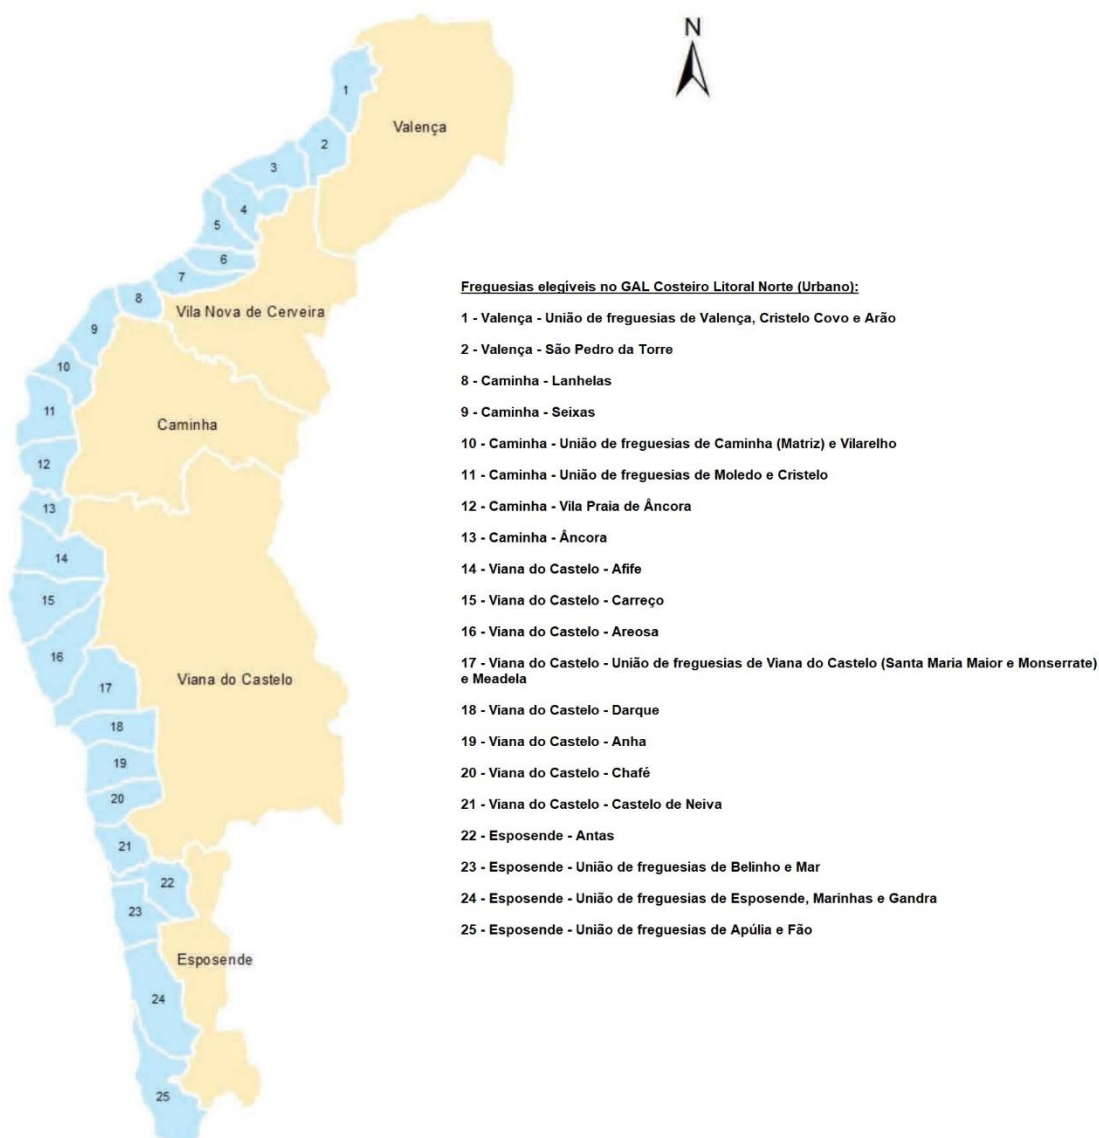 N
1
Valença
2
3
4
5
6
7
8
Vila Nova de Cerveira
9
10
11
Caminha
12
13
14
15
16
Viana do Castelo
17
18
19
20
21
22
23
Esposende
24
25
Freguesias elegíveis no GAL Costeiro Litoral Norte (Urbano):
1 - Valença - União de freguesias de Valença, Cristelo Covo e Arão
2 - Valença - São Pedro da Torre
8 - Caminha - Lanhelas
9 - Caminha - Seixas
10 - Caminha - União de freguesias de Caminha (Matriz) e Vilarelho
11 - Caminha - União de freguesias de Moledo e Cristelo
12 - Caminha - Vila Praia de Âncora
13 - Caminha - Âncora
14 - Viana do Castelo - Afife
15 - Viana do Castelo - Carreço
16 - Viana do Castelo - Areosa
17 - Viana do Castelo - União de freguesias de Viana do Castelo (Santa Maria Maior e Monserrate)
e Meadela
18 - Viana do Castelo - Darque
19 - Viana do Castelo - Anha
20 - Viana do Castelo - Chafé
21 - Viana do Castelo - Castelo de Neiva
22 - Esposende - Antas
23 - Esposende - União de freguesias de Belinho e Mar
24 - Esposende - União de freguesias de Esposende, Marinhas e Gandra
25 - Esposende - União de freguesias de Apúlia e Fão